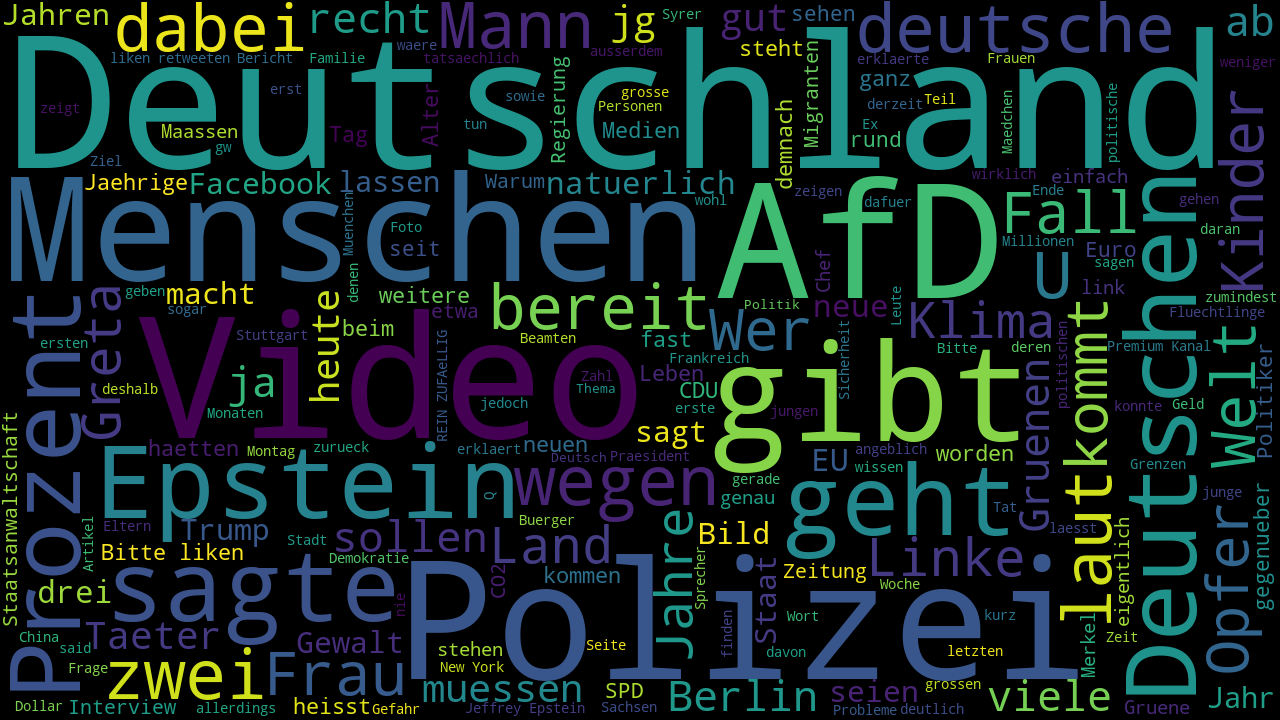 Jahren
dabei
recht
Mann
jg
Syrer
gut
sehen
deutsche
ab
Deutschland
liken retweeten Bericht
Familie
waere
tatsaechlich
ausserdem
steht
erklaerte
Frauen
weniger
zeigt
erst
sowie
grosse
Personen
Regierung
Migranten
ganz
derzeit
Teil
Maassen
gw
Tag
Alter
tun
Medien
demnach
Ex
rund
Maedchen
politische
Kinder
Ziel
Jaehrige
Facebook
lassen
Warum
natuerlich
wohl
zeigen
dafuer
wirklich
einfach
Ende
gehen
Menschen
AfD
Fall
daran
Muenchen
Foto
seit
denen
Millionen
Euro
sagen
Chef
U
link
Deutschen
geben
macht
sogar
weitere
etwa
bereit
Politik
neue
Leute
zumindest
Fluechtlinge
Prozent
Greta
heute
Video
ersten
Stuttgart
beim
Beamten
fast
wer
Klima
Frankreich
Sicherheit
Bitte
deren
Premium Kanal
Welt
Politiker
deshalb
ja
Monaten
REIN ZUFAeLLIG
jedoch
Zahl
Thema
Leben
CDU
erste
jungen
gibt
Gruenen
politischen
lautkommt
konnte
Geld
Staatsanwaltschaft
haetten
Montag
zurueck
erklaert
neuen
sagt
Deutsch
Praesident
EU
angeblich
wissen
worden
Grenzen
Epstein
Q
wegen
gerade
genau
geht
Tat
laesst
junge
Opfer
gegenueber
Eltern
Artikel
Trump
Stadt
Buerger
sollen
Land
Bild
Bitte liken
Demokratie
CO2
kommen
Jahre
Sprecher
Staat
Zeitung
Linke
Woche
eigentlich
drei
sagte
nie
Polizei
China
said
Taeter
Gewalt
stehen
Seite
finden
Wort
davon
kurz
letzten
Merkel
Zeit
Frage
zwei
Frau
New York
muessen
SPD
Sachsen
Berlin
seien
Probleme
deutlich
grossen
viele
Gruene
Jahr
Dollar
Interview
allerdings
heisst
Gefahr
Jeffrey Epstein